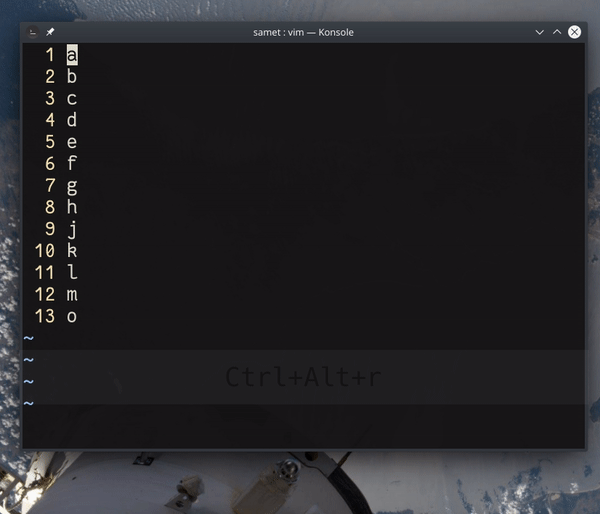 samet : vim — Konsole
1 a
2 b
3 c
4 d
5 e
6 f
7 g
8 h
9 j
10 k
11 l
12 m
13 o
~
~
Ctrl+Alt+r
~
~